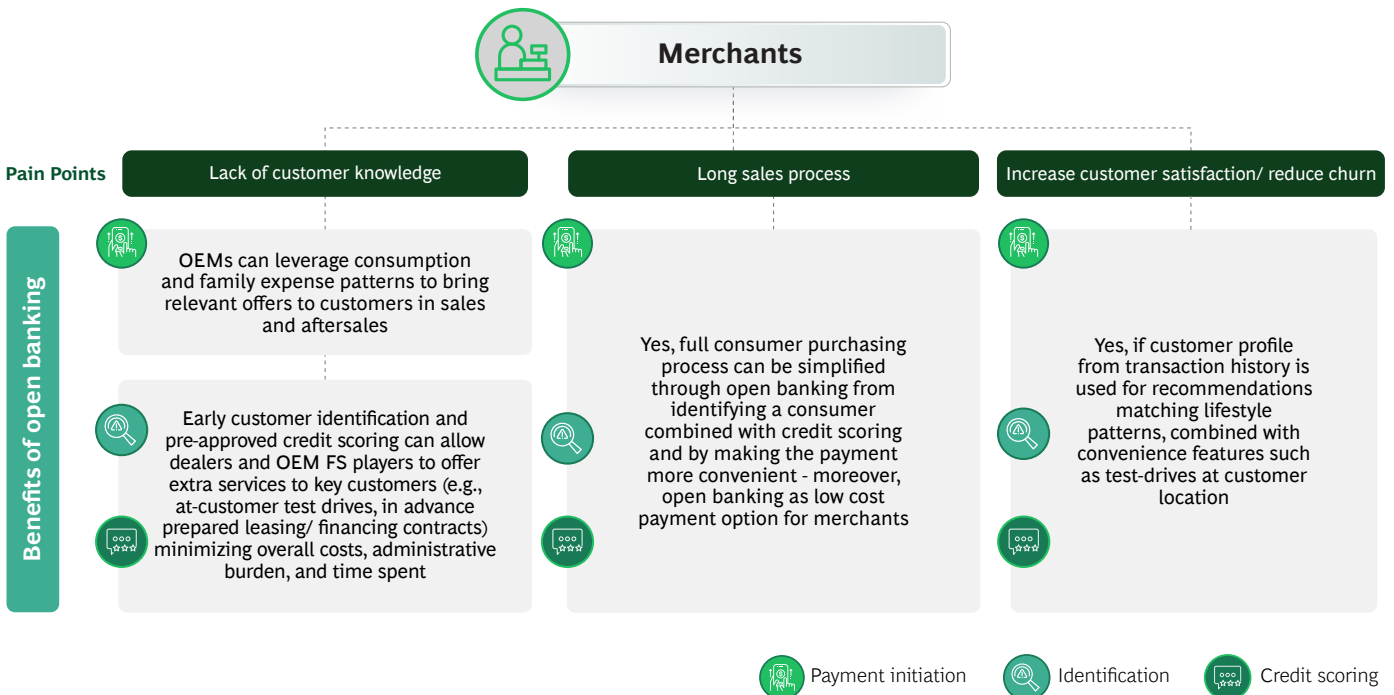 Merchants
Pain Points
Lack of customer knowledge
Long sales process
Increase customer satisfaction/ reduce churn
Benefits of open banking
OEMs can leverage consumption
and family expense patterns to bring
relevant offers to customers in sales
and aftersales
Early customer identification and
pre-approved credit scoring can allow
dealers and OEM FS players to offer
extra services to key customers (e.g.,
at-customer test drives, in advance
prepared leasing/ financing contracts)
minimizing overall costs, administrative
burden, and time spent
Yes, full consumer purchasing
process can be simplified
through open banking from
identifying a consumer
combined with credit scoring
and by making the payment
more convenient - moreover,
open banking as low cost
payment option for merchants
Yes, if customer profile
from transaction history is
used for recommendations
matching lifestyle
patterns, combined with
convenience features such
as test-drives at customer
location
Payment initiation
Identification
Credit scoring